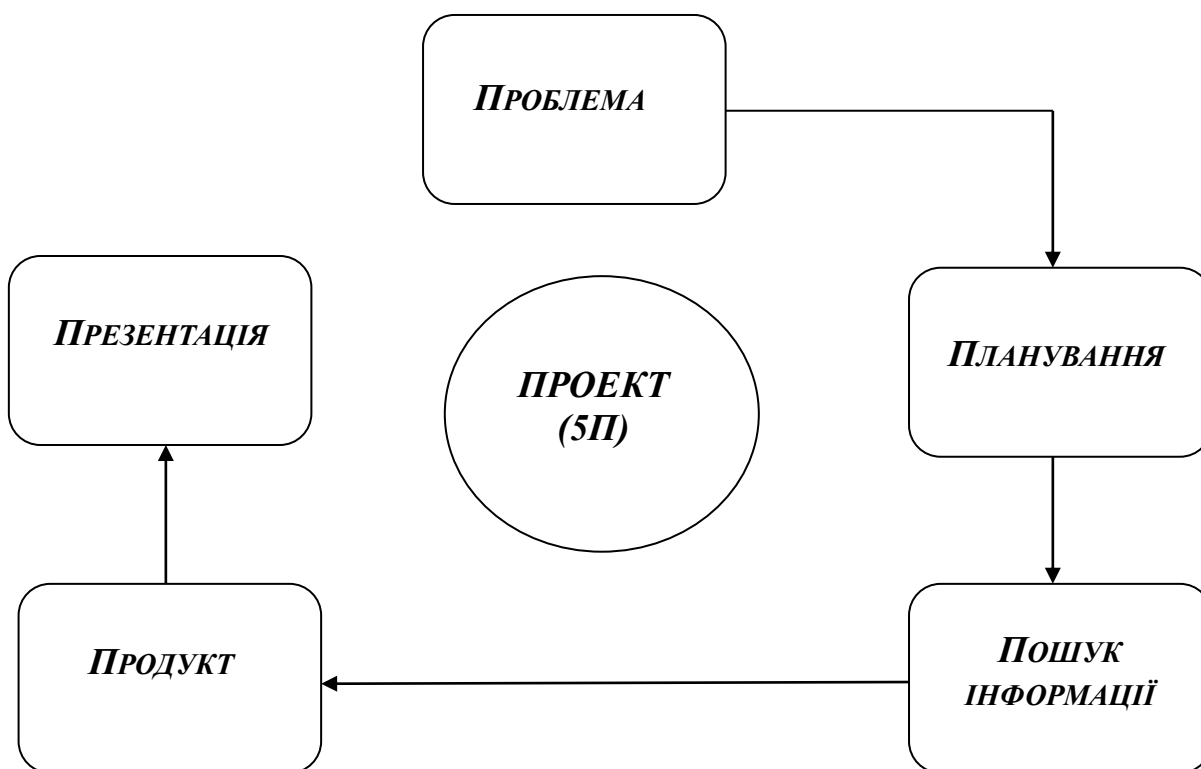 ПРОБЛЕМА
ПРЕЗЕНТАЦІЯ
ПЛАНУВАННЯ
ПРОЕКТ
(5П)
ПРОДУКТ
ПОШУК
ІНФОРМАЦІЇ